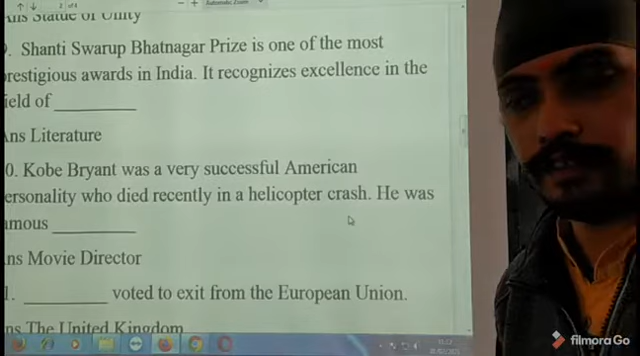 Ans Statue of Unity
. Shanti Swarup Bhatnagar Prize is one of the most
prestigious awards in India. It recognizes excellence in the
ield of __________
Ans Literature
0. Kobe Bryant was a very successful American
ersonality who died recently in a helicopter crash. He was
amous __________
Ans Movie Director
1. __________ voted to exit from the European Union.
ns The United Kingdom
filmora Go